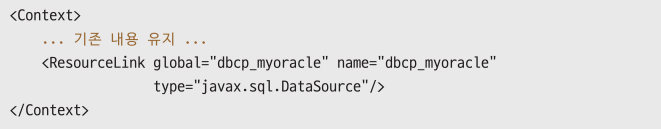 <Context>
    ... 기존 내용 유지 ...
    <ResourceLink global="dbcp_myoracle" name="dbcp_myoracle"
                  type="javax.sql.DataSource"/>
</Context>